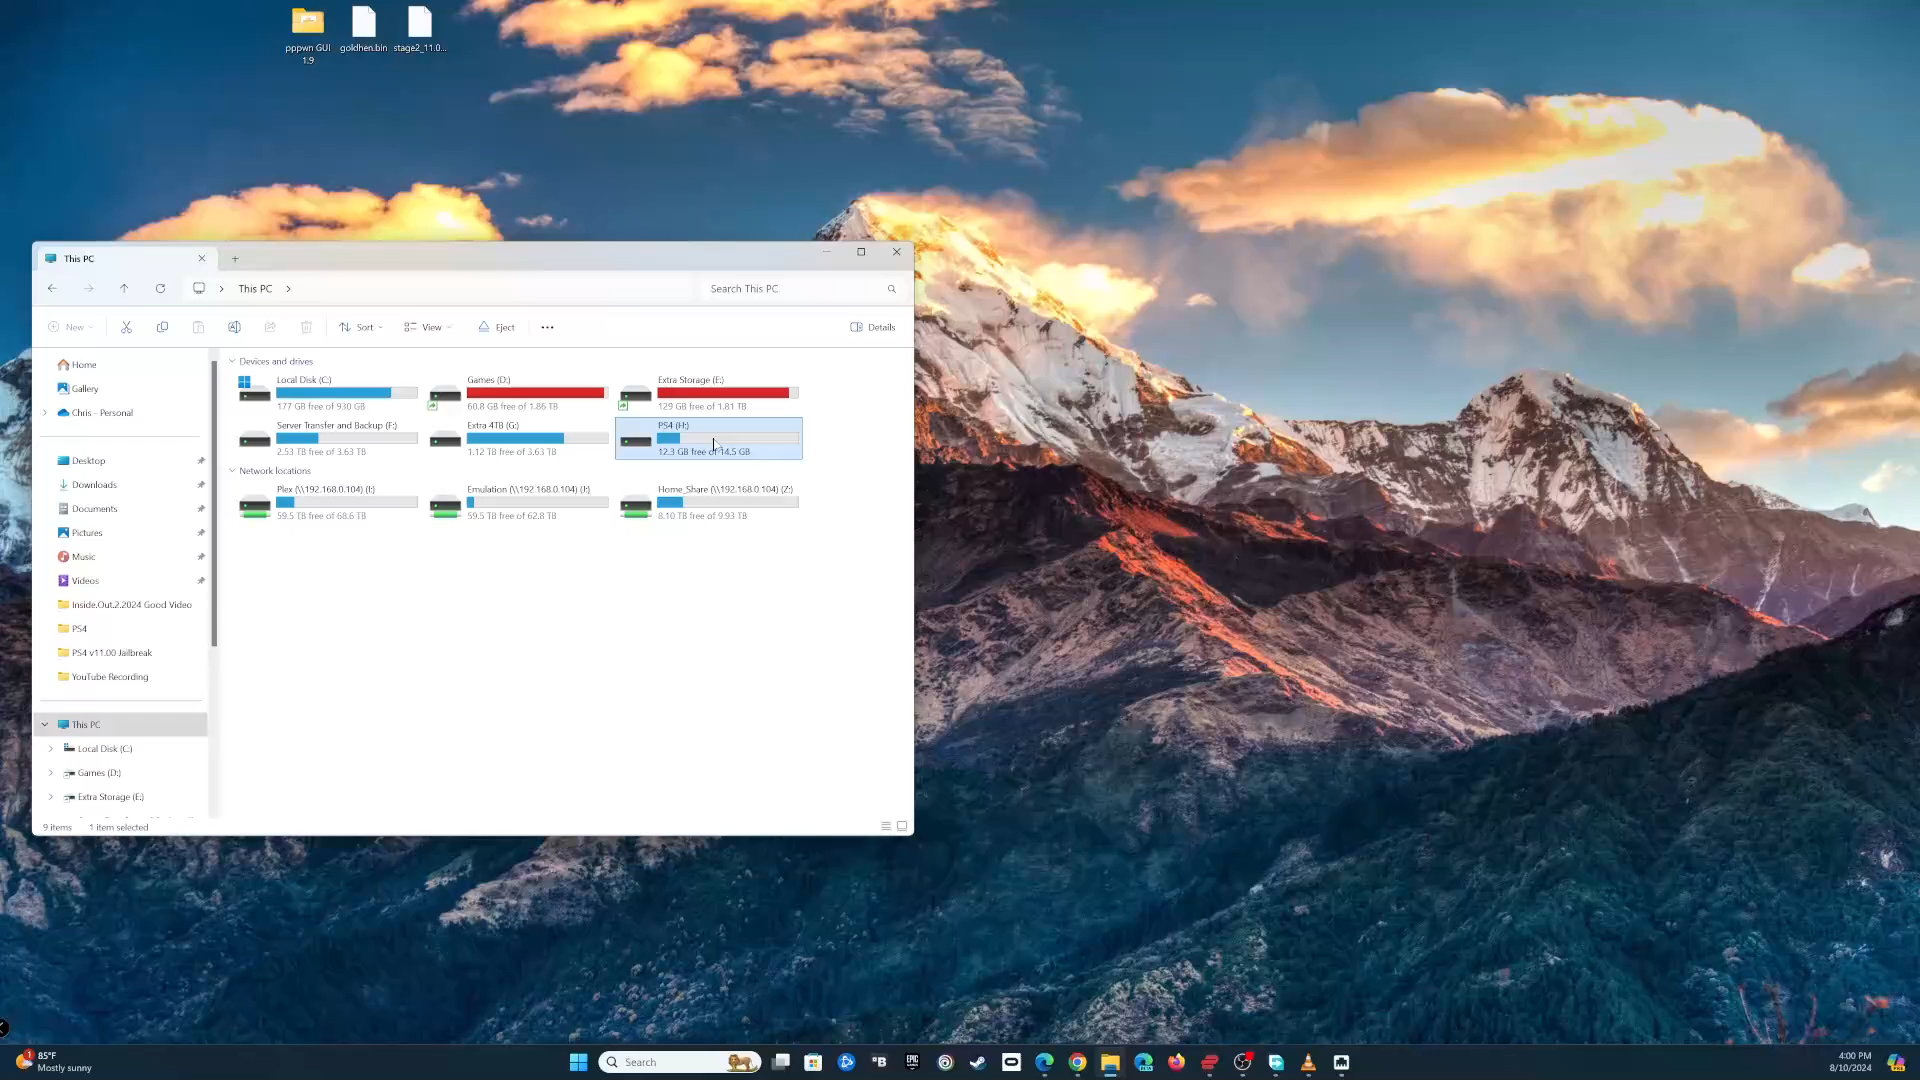 pppwn GUI
1.9
goldhen.bin
stage2_11.0...
This PC
This PC
Search This PC
New
Sort
View
Eject
Details
Home
Gallery
Chris - Personal
Desktop
Downloads
Documents
Pictures
Music
Videos
Inside.Out.2.2024 Good Video
PS4
PS4 v11.00 Jailbreak
YouTube Recording
This PC
Local Disk (C:)
Games (D:)
Extra Storage (E:)
Devices and drives
Local Disk (C:)
177 GB free of 930 GB
Games (D:)
60.8 GB free of 1.86 TB
Extra Storage (E:)
129 GB free of 1.81 TB
Server Transfer and Backup (F:)
2.53 TB free of 3.63 TB
Extra 4TB (G:)
1.12 TB free of 3.63 TB
PS4 (H:)
12.3 GB free of 14.5 GB
Network locations
Plex (\\192.168.0.104) (I:)
59.5 TB free of 68.6 TB
Emulation (\\192.168.0.104) (J:)
59.5 TB free of 62.8 TB
Home_Share (\\192.168.0.104) (Z:)
8.10 TB free of 9.93 TB
9 items
1 item selected
1
85°F
Mostly sunny
Search
EPIC
4:00 PM
8/10/2024